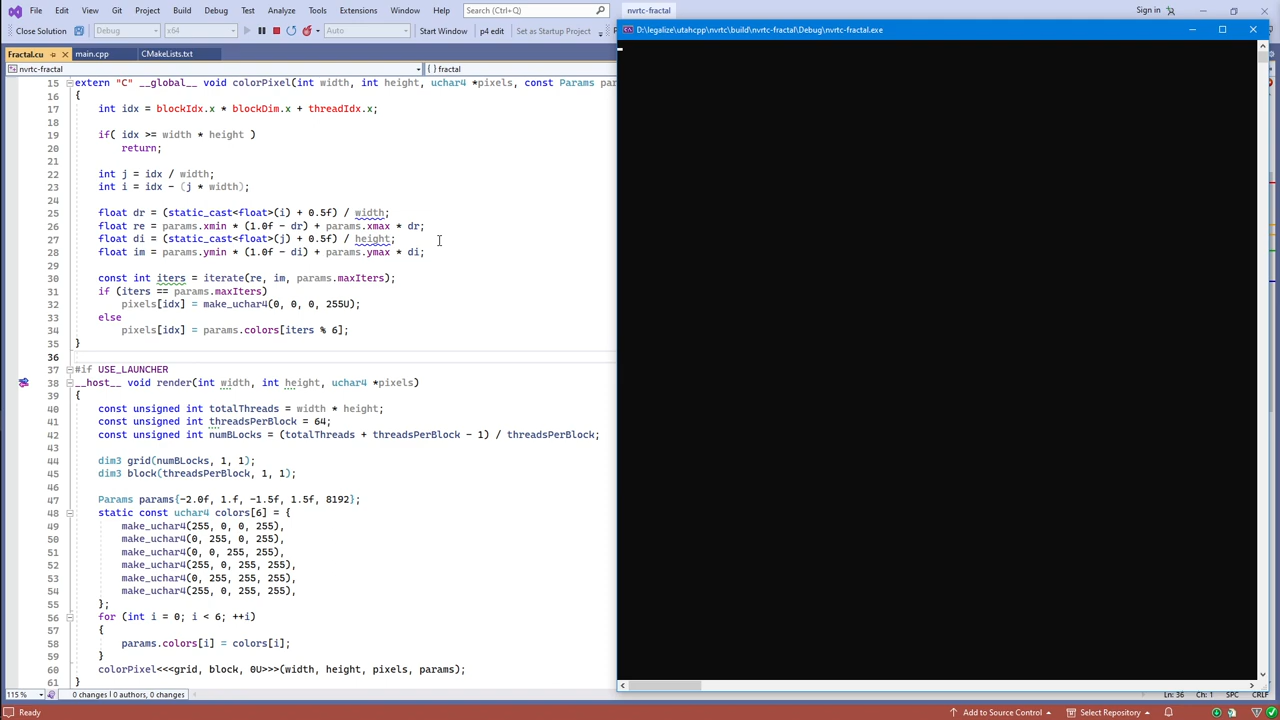 File Edit View Git Project Build Debug Test Analyze Tools Extensions Window Help Search (Ctrl+Q) nvrtc-fractal Sign in
Close Solution Debug x64 Auto Start Window p4 edit Set as Startup Project
D:\legalize\utahcpp\nvrtc\build\nvrtc-fractal\Debug\nvrtc-fractal.exe
Fractal.cu main.cpp CMakeLists.txt
nvrtc-fractal { } fractal
15 extern "C" __global__ void colorPixel(int width, int height, uchar4 *pixels, const Params par
16 {
17 int idx = blockIdx.x * blockDim.x + threadIdx.x;
18
19 if( idx >= width * height )
20 return;
21
22 int j = idx / width;
23 int i = idx - (j * width);
24
25 float dr = (static_cast<float>(i) + 0.5f) / width;
26 float re = params.xmin * (1.0f - dr) + params.xmax * dr;
27 float di = (static_cast<float>(j) + 0.5f) / height;
28 float im = params.ymin * (1.0f - di) + params.ymax * di;
29
30 const int iters = iterate(re, im, params.maxIters);
31 if (iters == params.maxIters)
32 pixels[idx] = make_uchar4(0, 0, 0, 255U);
33 else
34 pixels[idx] = params.colors[iters % 6];
35 }
36
37 #if USE_LAUNCHER
38 __host__ void render(int width, int height, uchar4 *pixels)
39 {
40 const unsigned int totalThreads = width * height;
41 const unsigned int threadsPerBlock = 64;
42 const unsigned int numBLocks = (totalThreads + threadsPerBlock - 1) / threadsPerBlock;
43
44 dim3 grid(numBLocks, 1, 1);
45 dim3 block(threadsPerBlock, 1, 1);
46
47 Params params{-2.0f, 1.f, -1.5f, 1.5f, 8192};
48 static const uchar4 colors[6] = {
49 make_uchar4(255, 0, 0, 255),
50 make_uchar4(0, 255, 0, 255),
51 make_uchar4(0, 0, 255, 255),
52 make_uchar4(255, 0, 255, 255),
53 make_uchar4(0, 255, 255, 255),
54 make_uchar4(255, 0, 255, 255),
55 };
56 for (int i = 0; i < 6; ++i)
57 {
58 params.colors[i] = colors[i];
59 }
60 colorPixel<<<grid, block, 0U>>>(width, height, pixels, params);
61 }
115 % 0 changes | 0 authors, 0 changes Ln: 36 Ch: 1 SPC CRLF
Ready Add to Source Control Select Repository